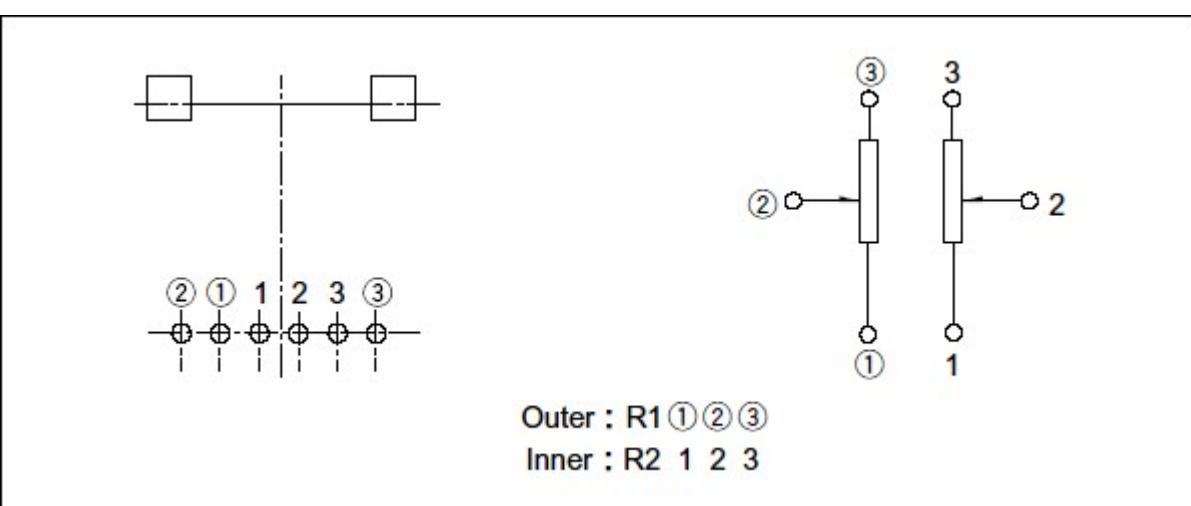 ③ 3
② 2
② ① 1 2 3 ③
① 1
Outer : R1 ① ② ③
Inner : R2 1 2 3